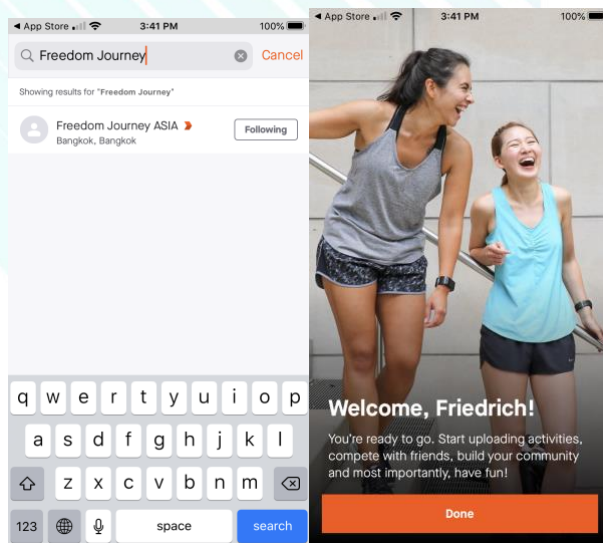 App Store
3:41 PM
100%
Freedom Journey
Cancel
Showing results for "Freedom Journey"
Freedom Journey ASIA
Following
Bangkok, Bangkok
q w e r t y u i o p
a s d f g h j k l
z x c v b n m
123
space
search
App Store
3:41 PM
100%
Welcome, Friedrich!
You're ready to go. Start uploading activities,
compete with friends, build your community
and most importantly, have fun!
Done